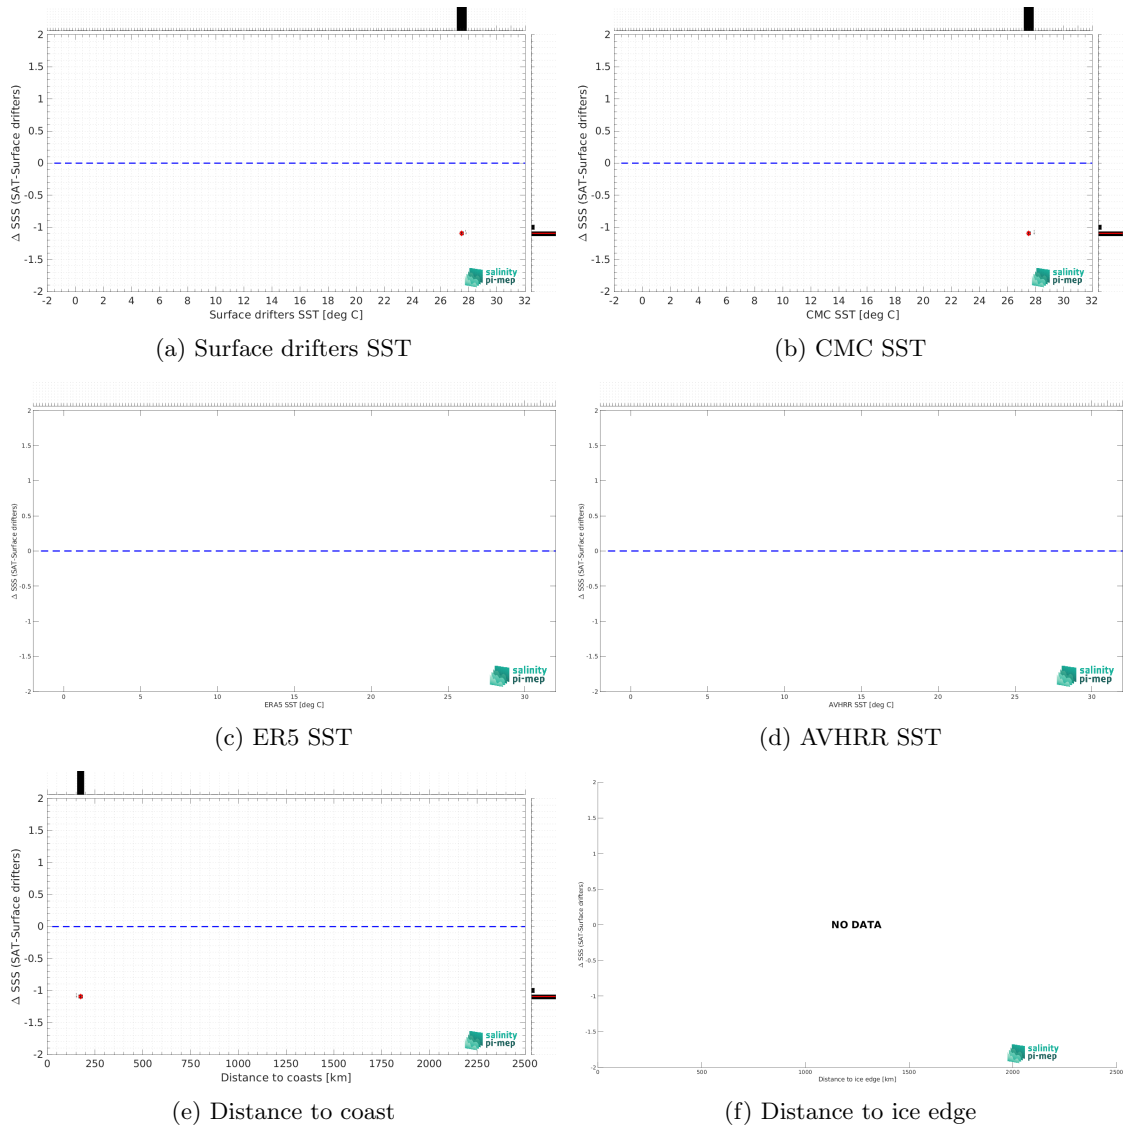 2
1.5
1
0.5
0
-0.5
-1
-1.5
-2
Δ SSS (SAT-Surface drifters)
-2 0 2 4 6 8 10 12 14 16 18 20 22 24 26 28 30 32
Surface drifters SST [deg C]
salinity
pi-mep
(a) Surface drifters SST
2
1.5
1
0.5
0
-0.5
-1
-1.5
-2
Δ SSS (SAT-Surface drifters)
-2 0 2 4 6 8 10 12 14 16 18 20 22 24 26 28 30 32
CMC SST [deg C]
salinity
pi-mep
(b) CMC SST
2
1.5
1
0.5
0
-0.5
-1
-1.5
-2
Δ SSS (SAT-Surface drifters)
0 5 10 15 20 25 30
ERA5 SST [deg C]
salinity
pi-mep
(c) ER5 SST
2
1.5
1
0.5
0
-0.5
-1
-1.5
-2
Δ SSS (SAT-Surface drifters)
0 5 10 15 20 25 30
AVHRR SST [deg C]
salinity
pi-mep
(d) AVHRR SST
2
1.5
1
0.5
0
-0.5
-1
-1.5
-2
Δ SSS (SAT-Surface drifters)
0 250 500 750 1000 1250 1500 1750 2000 2250 2500
Distance to coasts [km]
salinity
pi-mep
(e) Distance to coast
2
1.5
1
0.5
0
-0.5
-1
-1.5
-2
Δ SSS (SAT-Surface drifters)
NO DATA
0 500 1000 1500 2000 2500
Distance to ice edge [km]
salinity
pi-mep
(f) Distance to ice edge